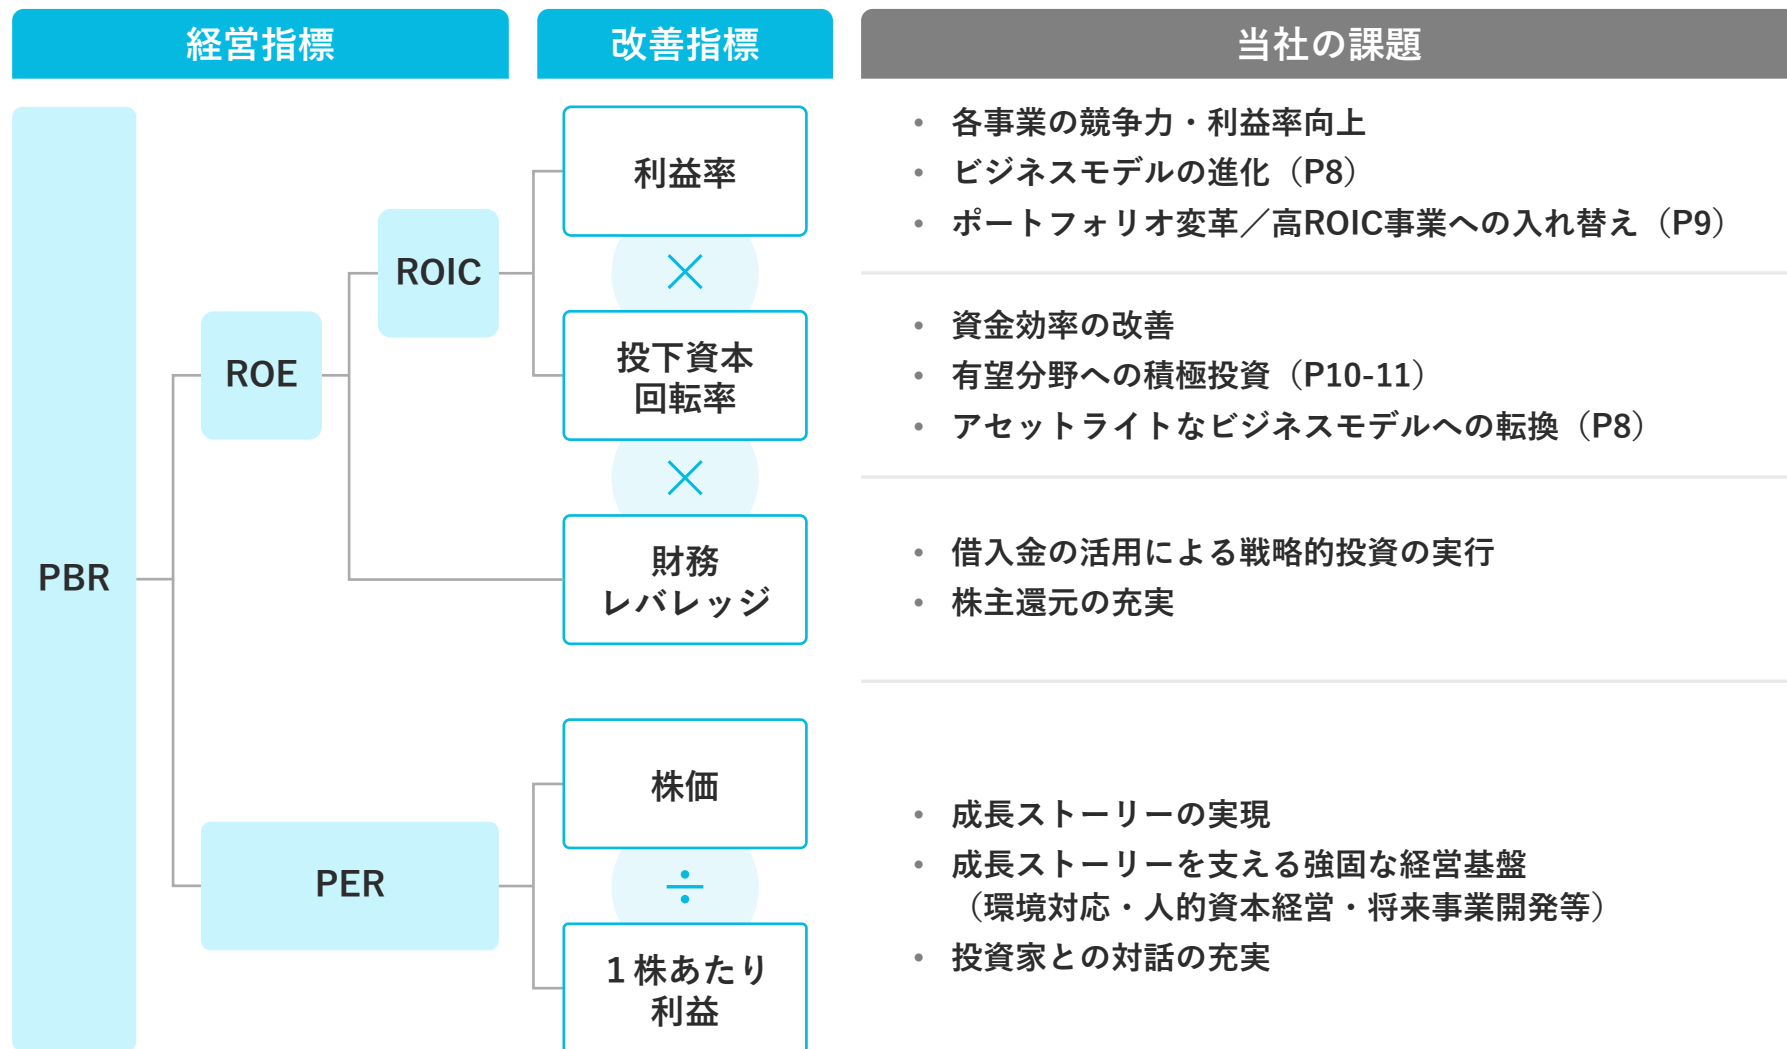 経営指標
改善指標
当社の課題
PBR
ROE
ROIC
利益率
×
投下資本
回転率
×
財務
レバレッジ
PER
株価
÷
１株あたり
利益
• 各事業の競争力・利益率向上
• ビジネスモデルの進化（P8）
• ポートフォリオ変革／高ROIC事業への入れ替え（P9）
• 資金効率の改善
• 有望分野への積極投資（P10-11）
• アセットライトなビジネスモデルへの転換（P8）
• 借入金の活用による戦略的投資の実行
• 株主還元の充実
• 成長ストーリーの実現
• 成長ストーリーを支える強固な経営基盤
（環境対応・人的資本経営・将来事業開発等）
• 投資家との対話の充実